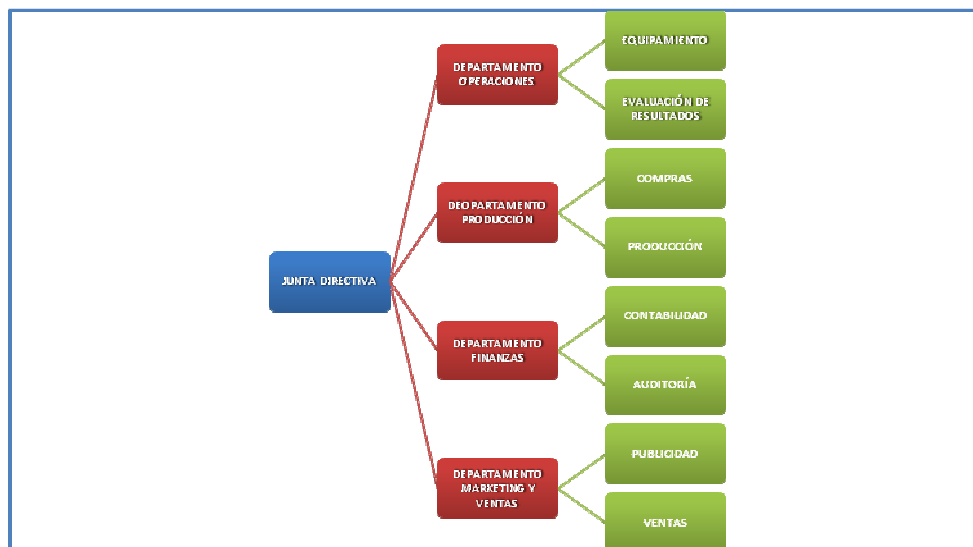 EQUIPAMIENTO
DEPARTAMENTO
OPERACIONES
EVALUACIÓN DE
RESULTADOS
COMPRAS
DEOPARTAMENTO
PRODUCCIÓN
PRODUCCIÓN
JUNTA DIRECTIVA
CONTABILIDAD
DEPARTAMENTO
FINANZAS
AUDITORÍA
PUBLICIDAD
DEPARTAMENTO
MARKETING Y
VENTAS
VENTAS